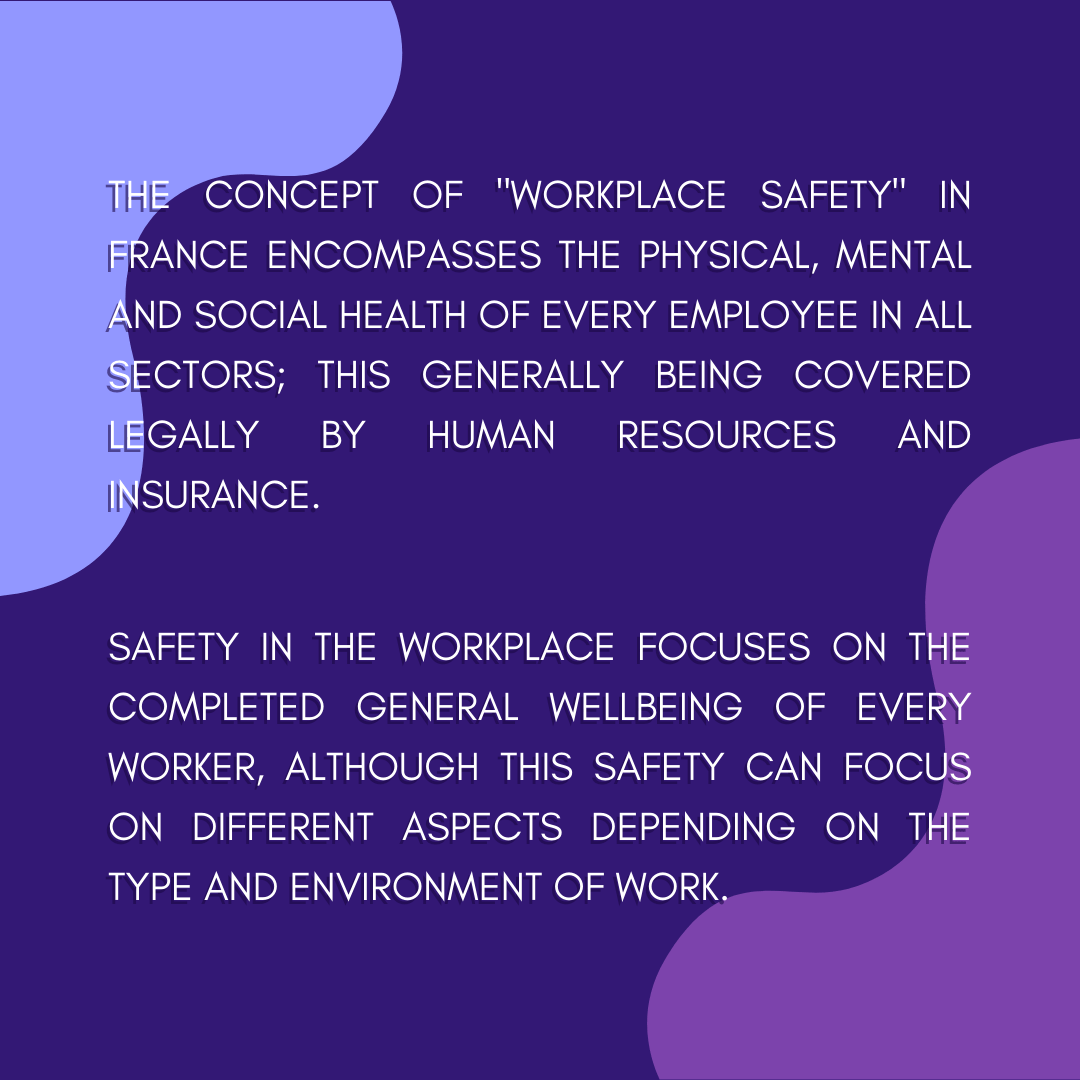 THE CONCEPT OF "WORKPLACE SAFETY" IN
FRANCE ENCOMPASSES THE PHYSICAL, MENTAL
AND SOCIAL HEALTH OF EVERY EMPLOYEE IN ALL
SECTORS; THIS GENERALLY BEING COVERED
LEGALLY BY HUMAN RESOURCES AND
INSURANCE.
SAFETY IN THE WORKPLACE FOCUSES ON THE
COMPLETED GENERAL WELLBEING OF EVERY
WORKER, ALTHOUGH THIS SAFETY CAN FOCUS
ON DIFFERENT ASPECTS DEPENDING ON THE
TYPE AND ENVIRONMENT OF WORK.